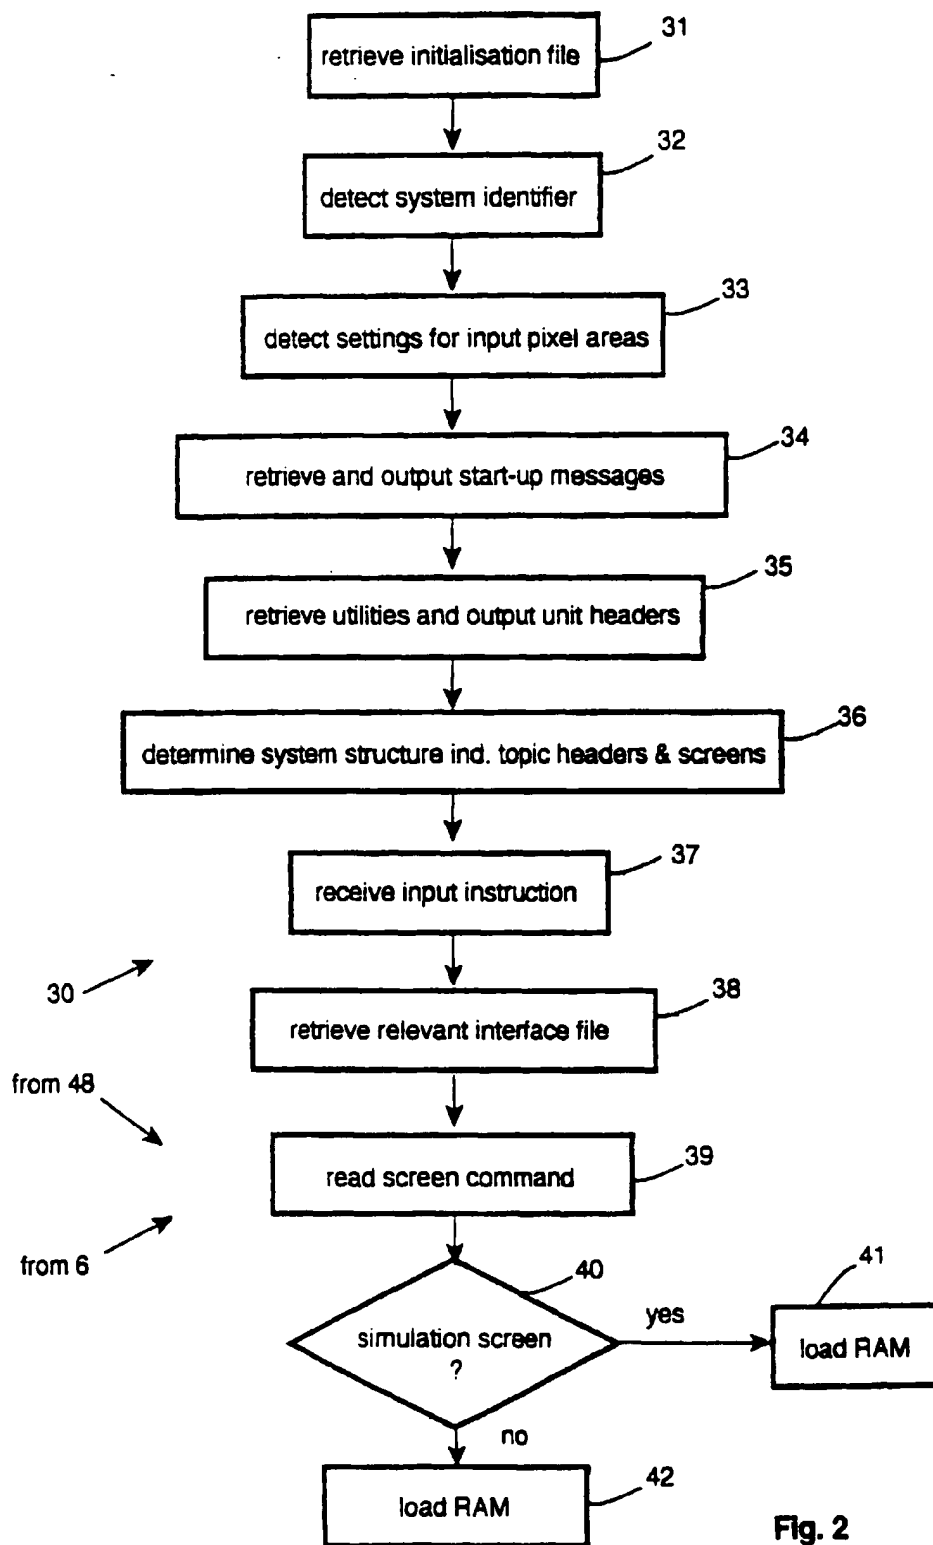 31
retrieve initialisation file
32
detect system identifier
33
detect settings for input pixel areas
34
retrieve and output start-up messages
35
retrieve utilities and output unit headers
36
determine system structure ind. topic headers & screens
37
receive input instruction
30
38
retrieve relevant interface file
from 48
39
read screen command
from 6
40
simulation screen
?
yes
41
load RAM
no
42
load RAM
Fig. 2